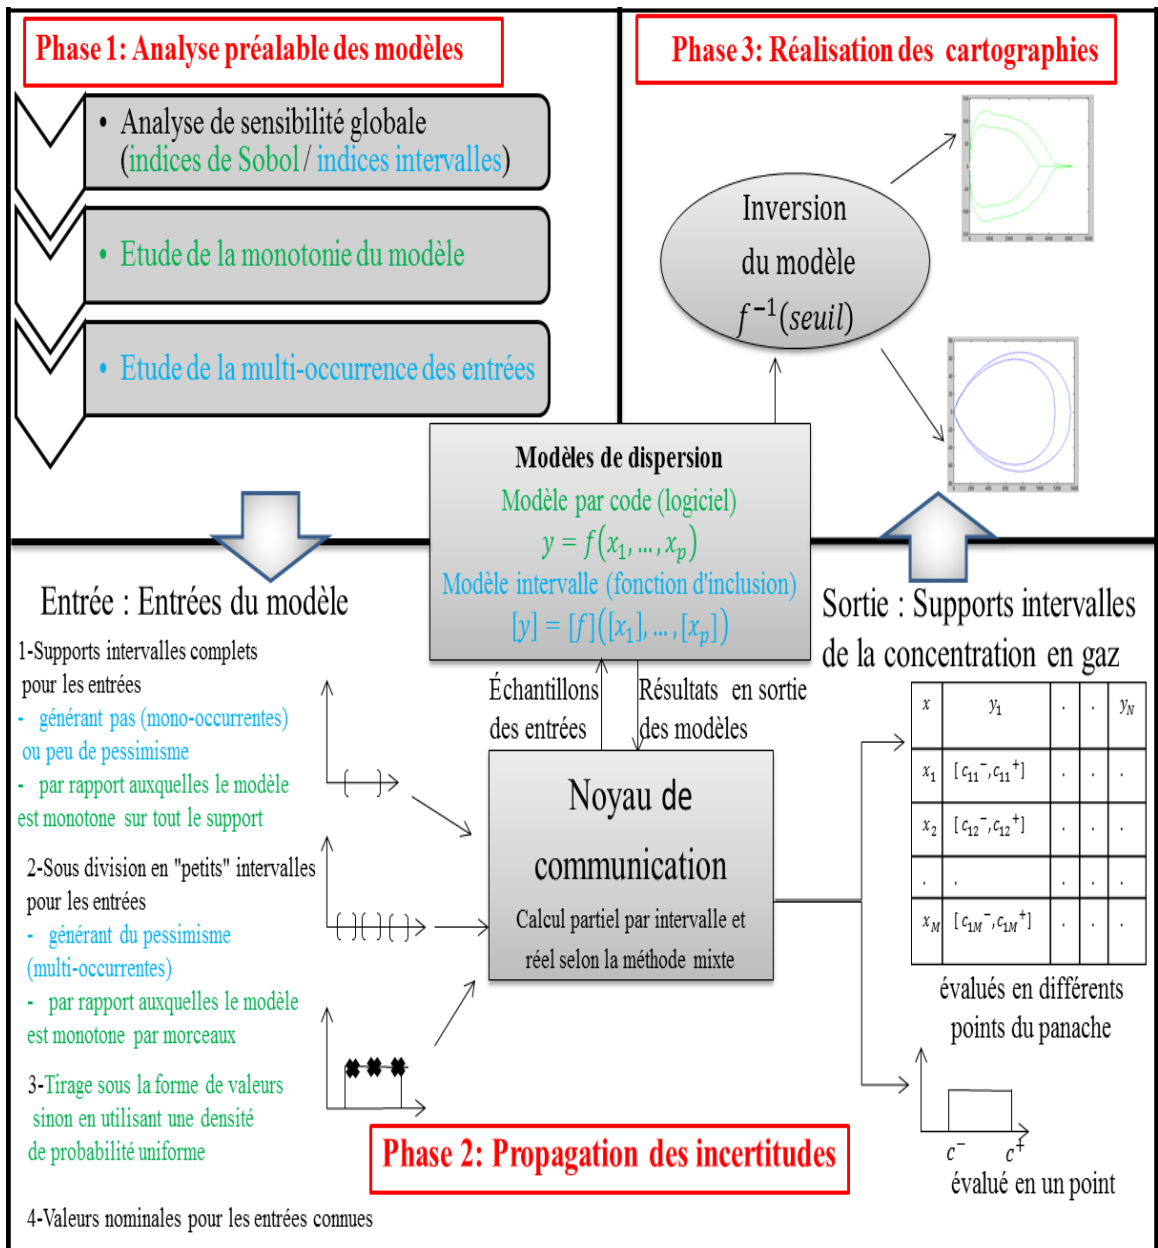 Phase 1: Analyse préalable des modèles
• Analyse de sensibilité globale
(indices de Sobol / indices intervalles)
• Etude de la monotonie du modèle
• Etude de la multi-occurrence des entrées
Phase 3: Réalisation des cartographies
Inversion
du modèle
f⁻¹(seuil)
Modèles de dispersion
Modèle par code (logiciel)
y = f(x₁, ..., xₚ)
Modèle intervalle (fonction d'inclusion)
[y] = [f]([x₁], ..., [xₚ])
Entrée : Entrées du modèle
1-Supports intervalles complets
pour les entrées
- générant pas (mono-occurrentes)
ou peu de pessimisme
- par rapport auxquelles le modèle
est monotone sur tout le support
2-Sous division en "petits" intervalles
pour les entrées
- générant du pessimisme
(multi-occurrentes)
- par rapport auxquelles le modèle
est monotone par morceaux
3-Tirage sous la forme de valeurs
sinon en utilisant une densité
de probabilité uniforme
4-Valeurs nominales pour les entrées connues
Échantillons
des entrées
Résultats en sortie
des modèles
Noyau de
communication
Calcul partiel par intervalle et
réel selon la méthode mixte
Phase 2: Propagation des incertitudes
Sortie : Supports intervalles
de la concentration en gaz
x y₁ . . y_N
x₁ [c₁₁⁻,c₁₁⁺] . . .
x₂ [c₁₂⁻,c₁₂⁺] . . .
. . . . .
x_M [c₁M⁻,c₁M⁺] . . .
évalués en différents
points du panache
c⁻ c⁺
évalué en un point